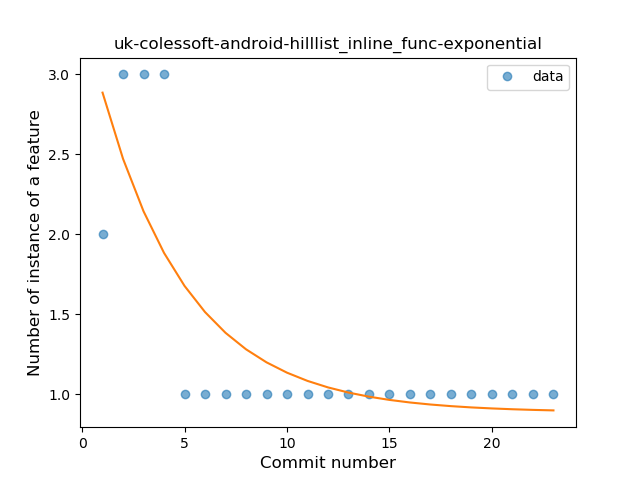 uk-colessoft-android-hilllist_inline_func-exponential
data
Number of instance of a feature
3.0
2.5
2.0
1.5
1.0
0
5
10
15
20
Commit number